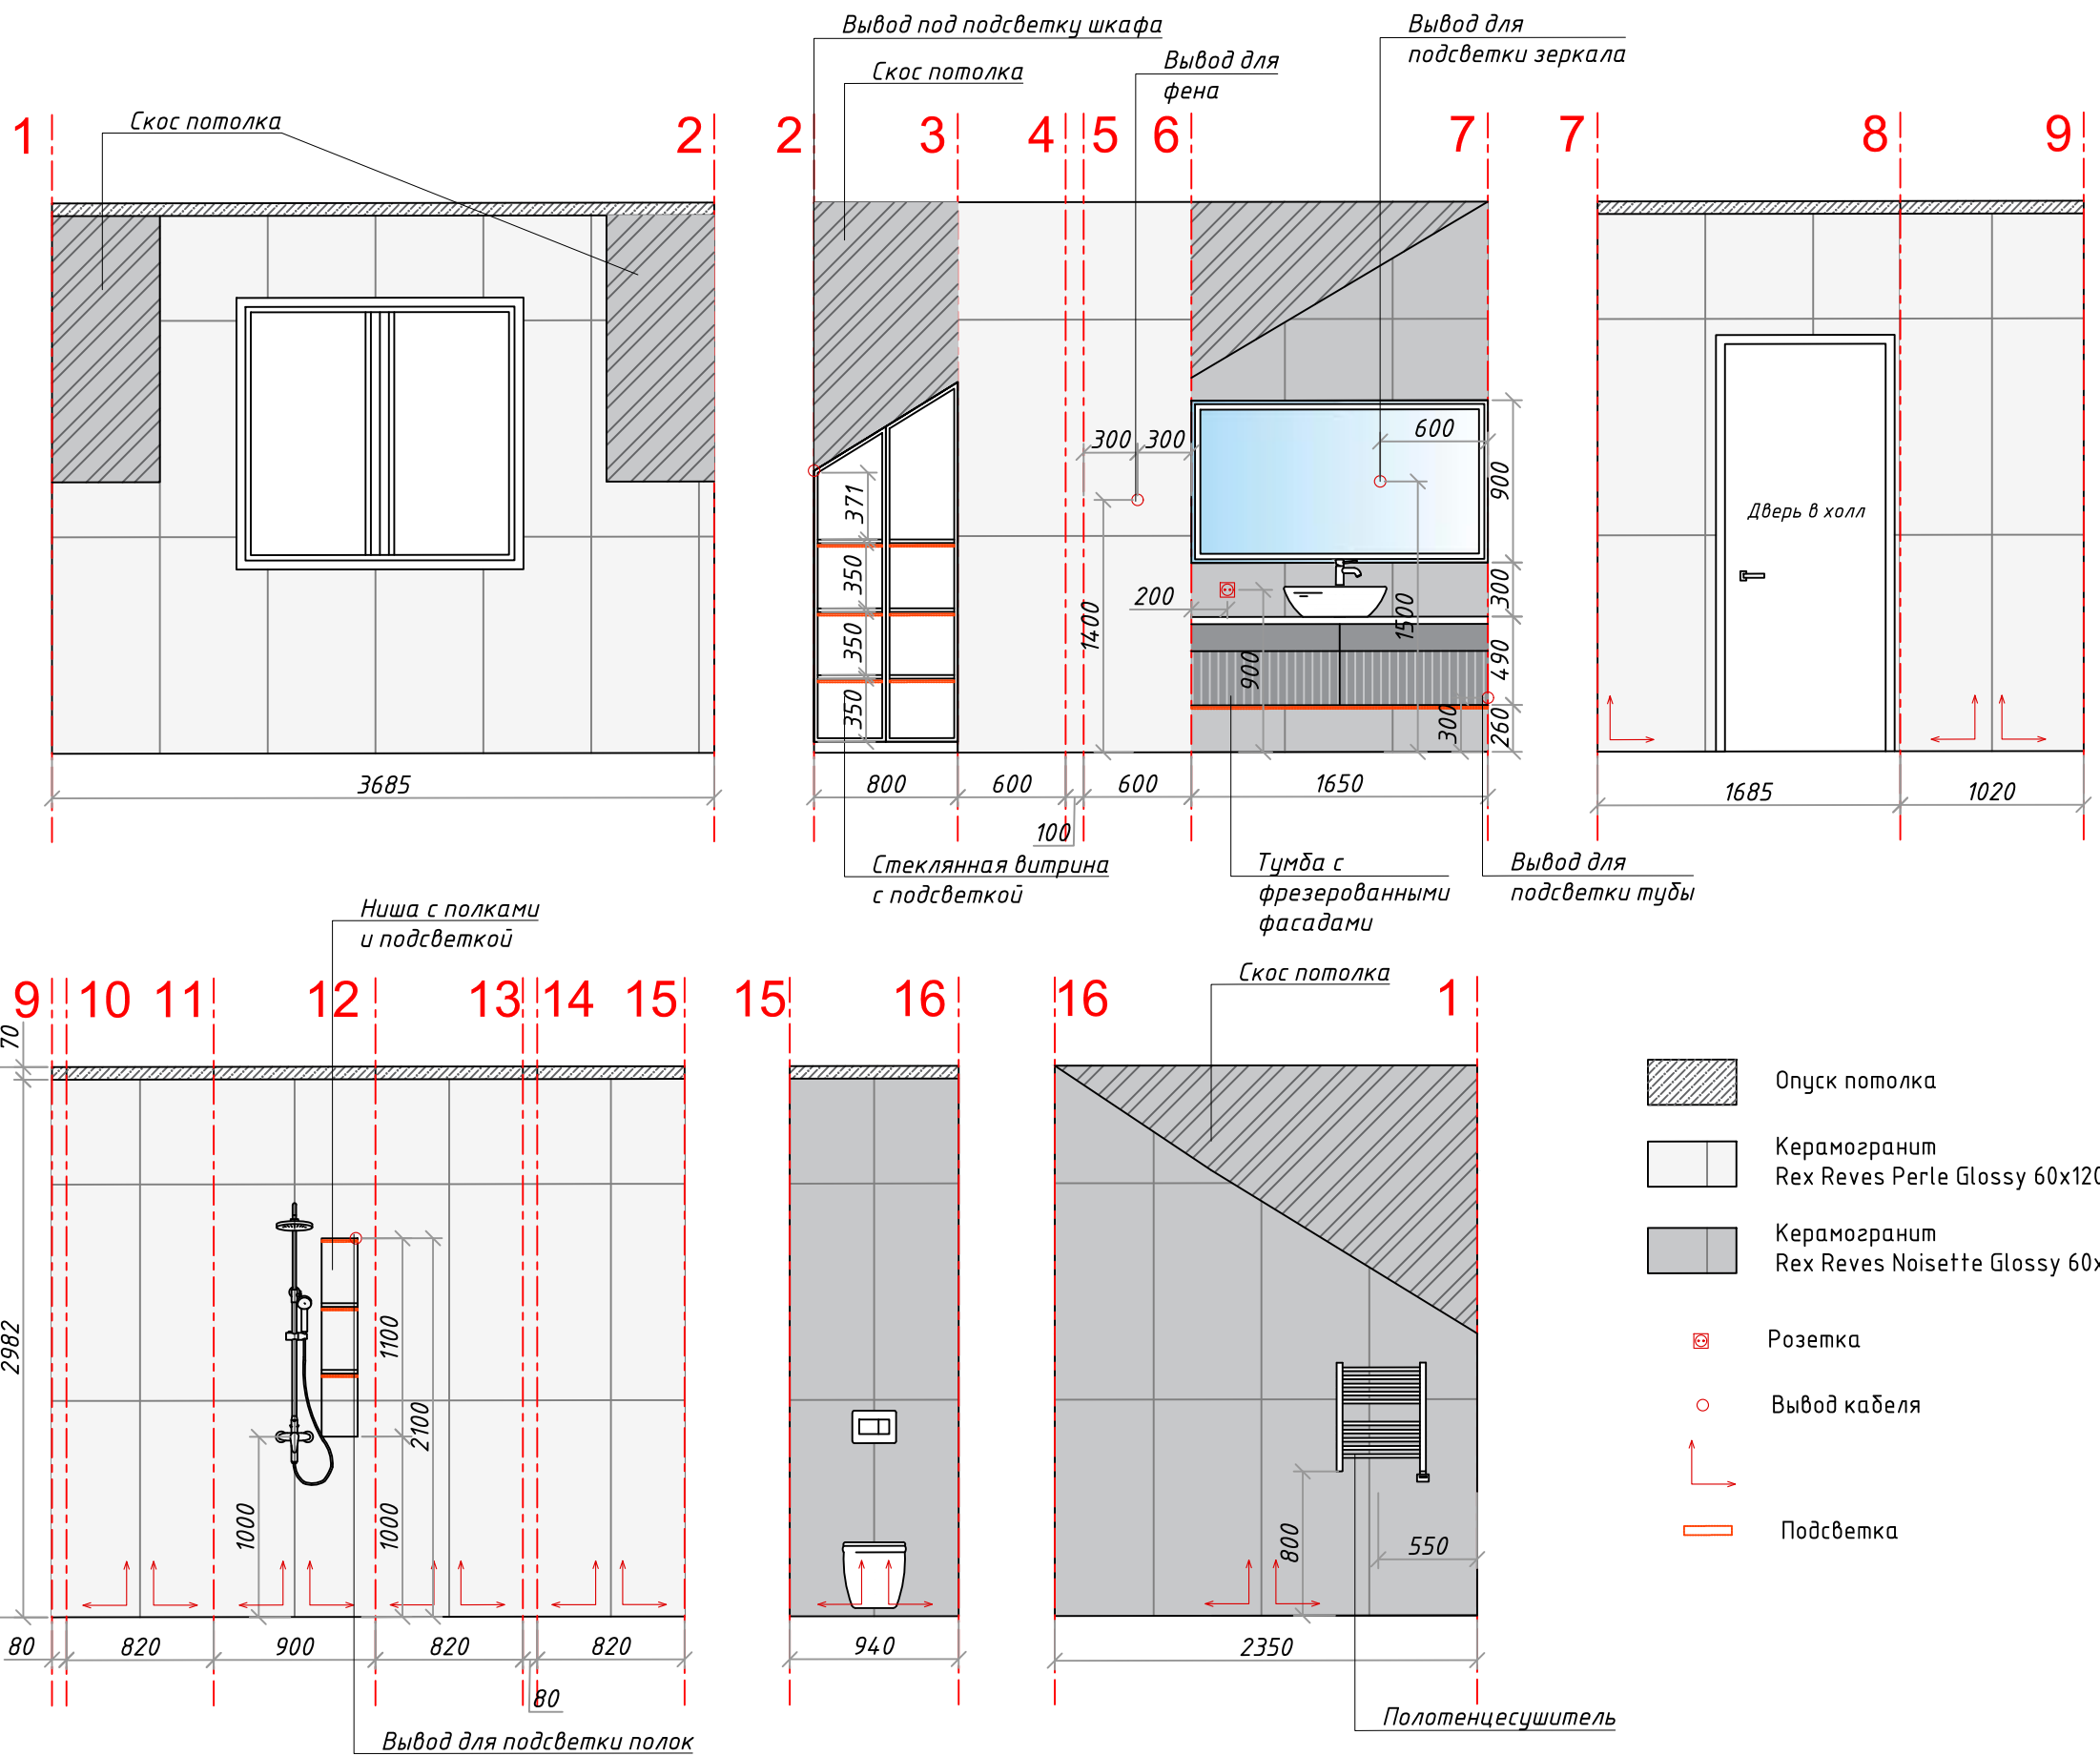 Вывод под подсветку шкафа
Вывод для
подсветки зеркала
Скос потолка
Вывод для
фена
Скос потолка
1
2
2
3
4
5
6
7
7
8
9
300
300
600
900
371
350
350
350
1400
200
900
1500
300
490
300
260
Дверь в холл
3685
800
600
600
1650
100
1685
1020
Стеклянная витрина
с подсветкой
Тумба с
фрезерованными
фасадами
Вывод для
подсветки тубы
Ниша с полками
и подсветкой
Скос потолка
9
10
11
12
13
14
15
15
16
16
1
70
2982
1100
2100
1000
1000
800
550
80
820
900
820
820
80
940
2350
Вывод для подсветки полок
Полотенцесушитель
Опуск потолка
Керамогранит
Rex Reves Perle Glossy 60x120
Керамогранит
Rex Reves Noisette Glossy 60x
Розетка
Вывод кабеля
Подсветка